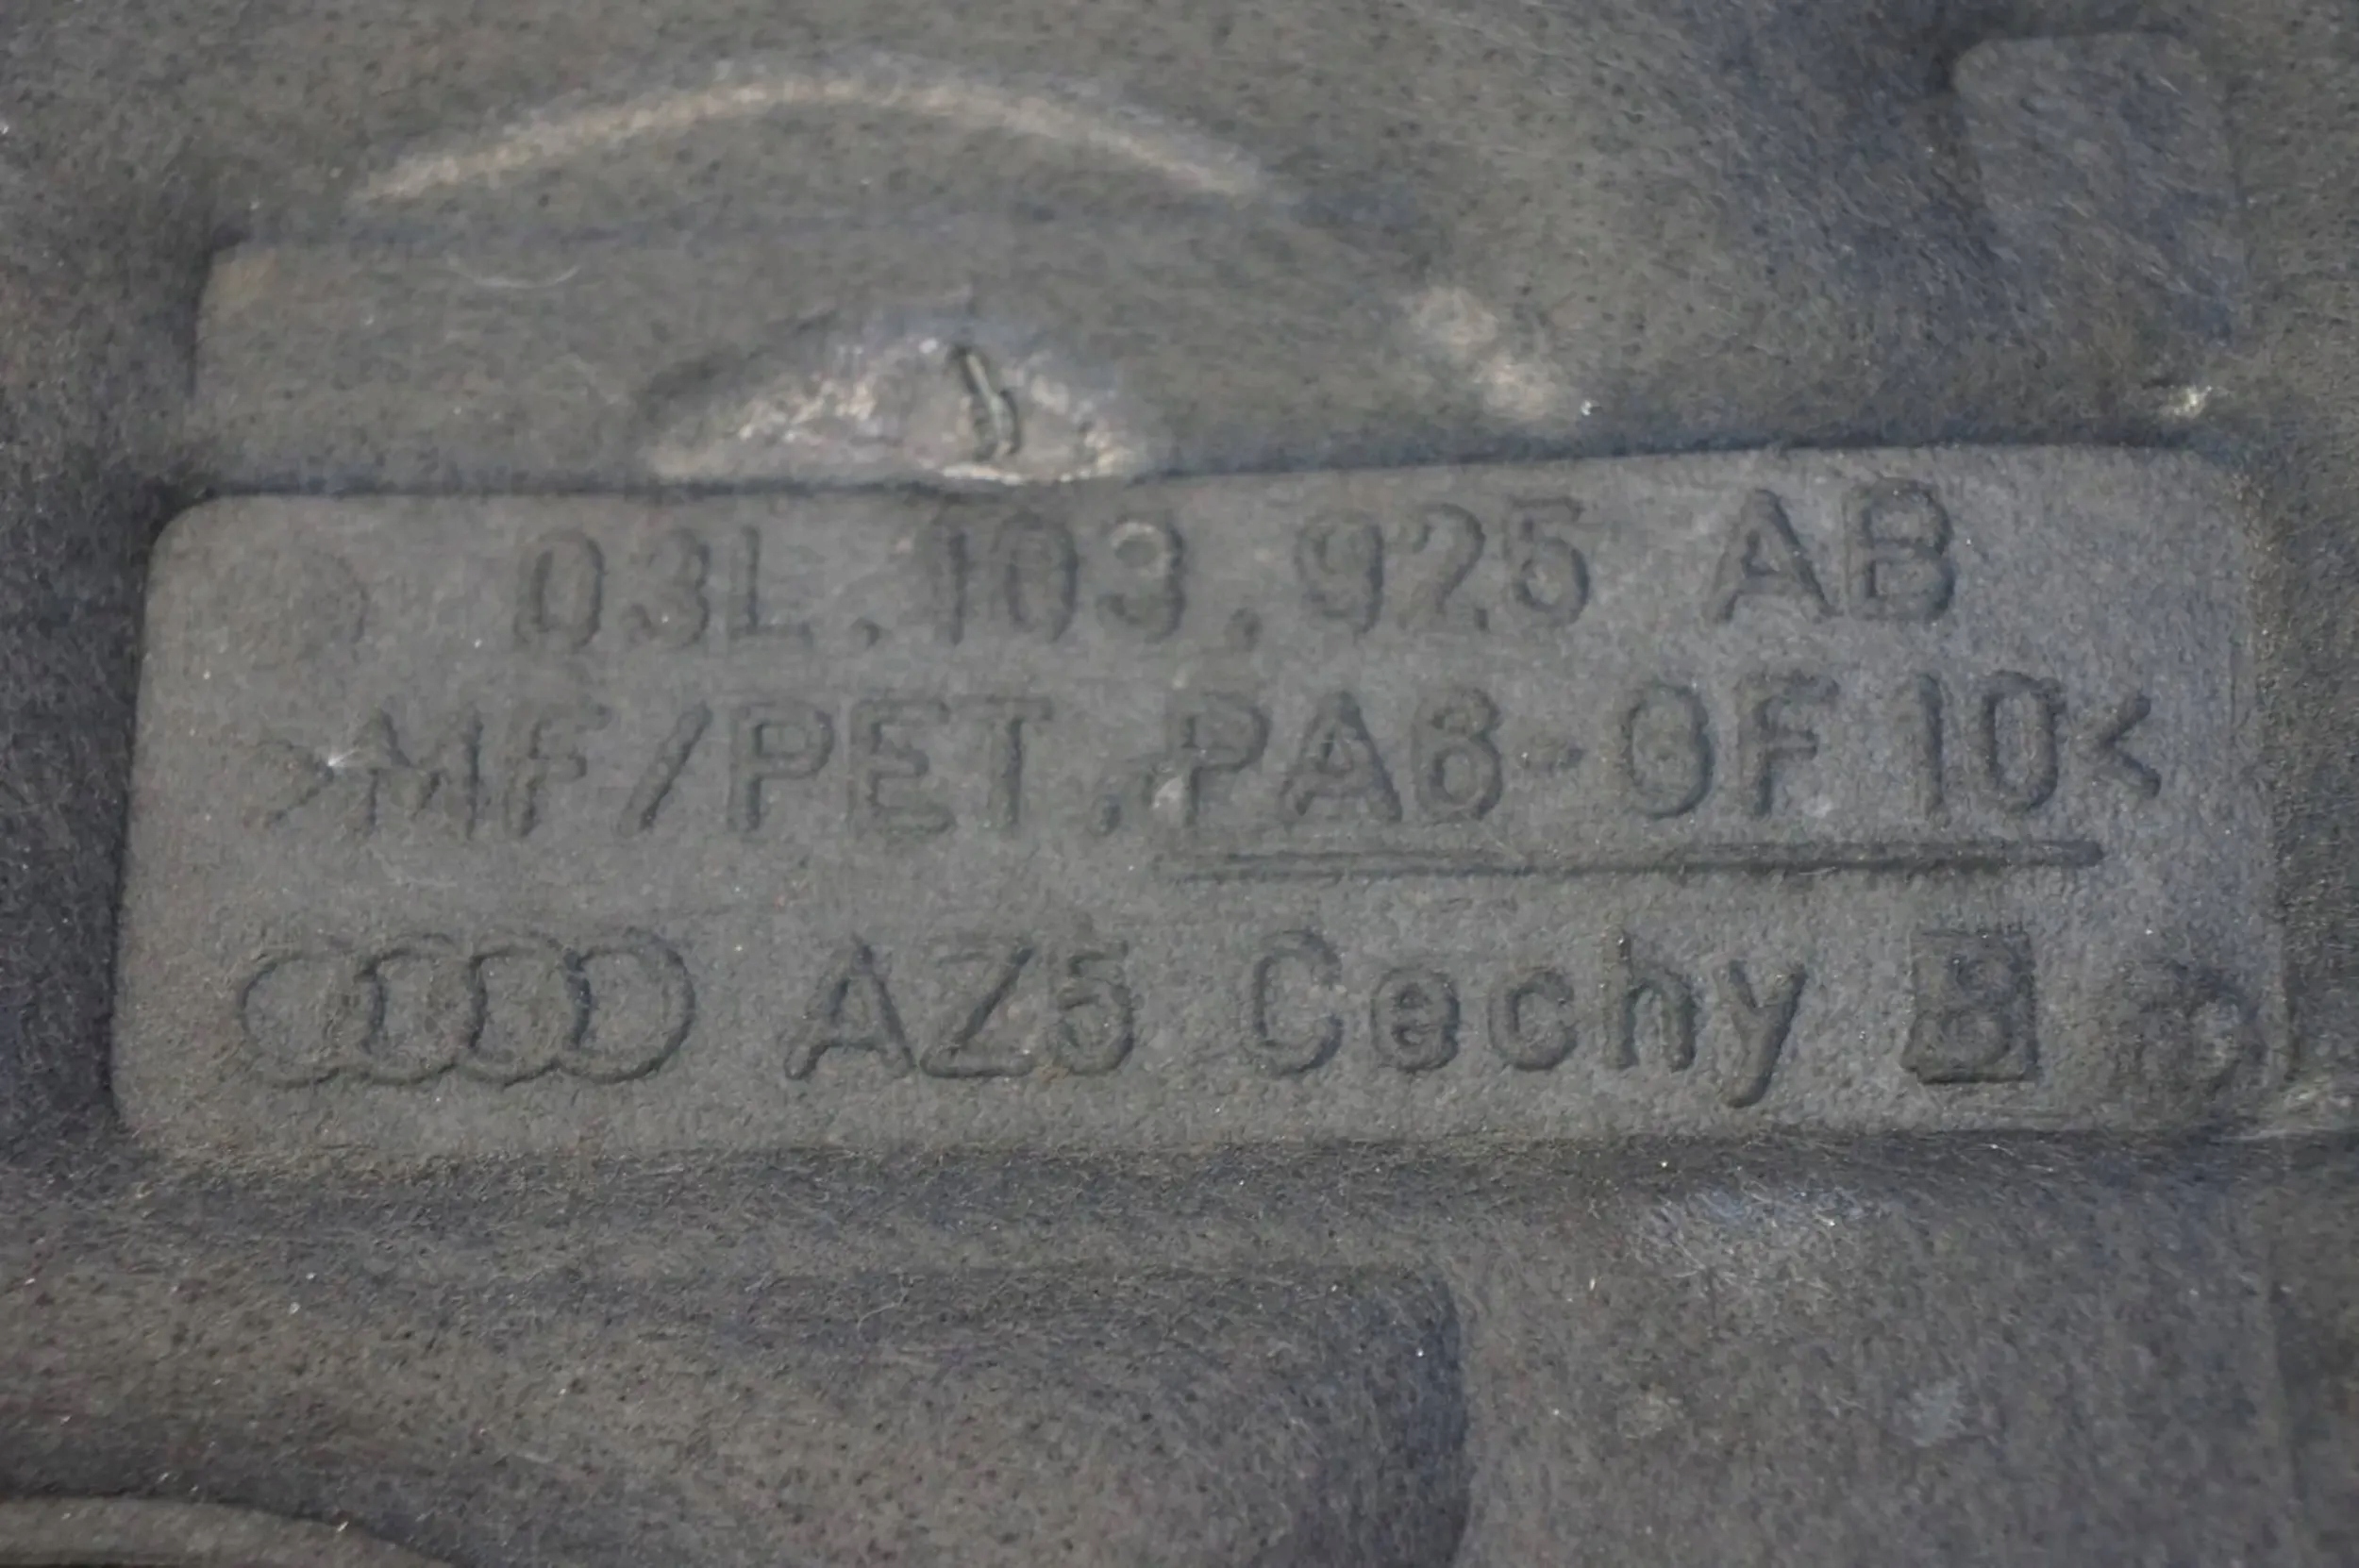 03L.103.925 AB
>MF/PET,PA6-GF10<
AZ5 Cechy B